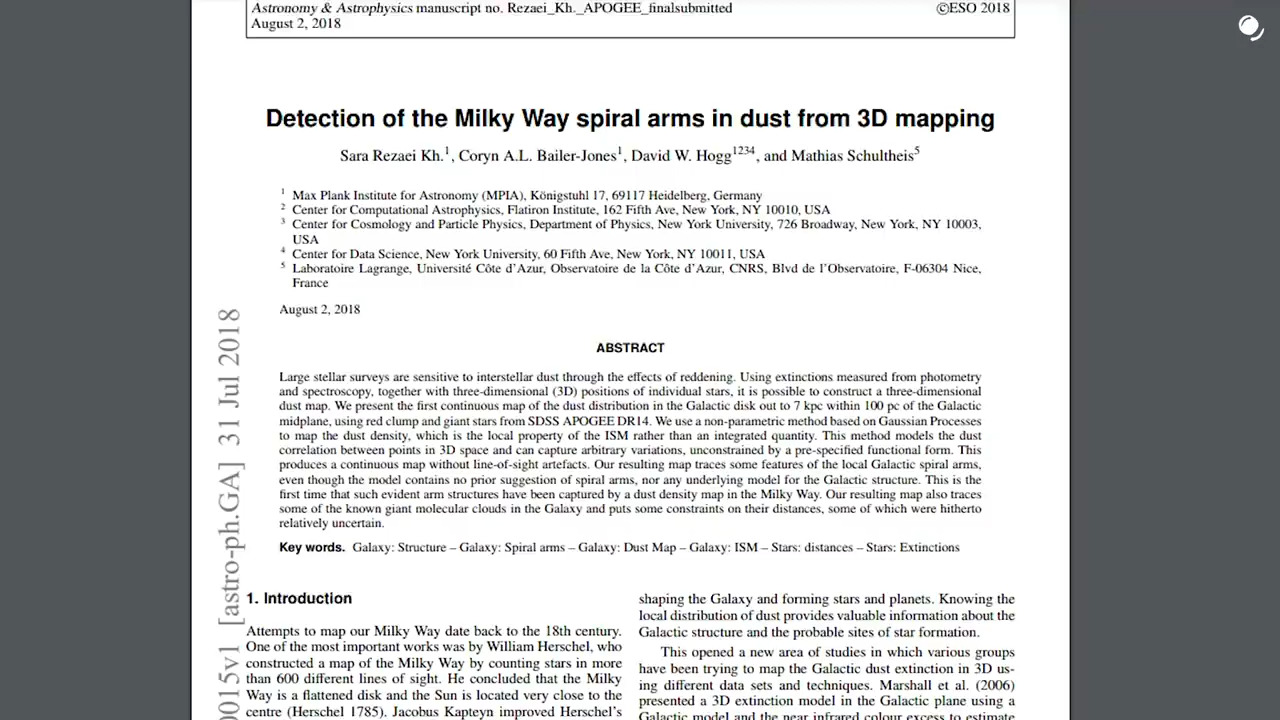 Astronomy & Astrophysics manuscript no. Rezaei_Kh._APOGEE_finalsubmitted
©ESO 2018
August 2, 2018
Detection of the Milky Way spiral arms in dust from 3D mapping
Sara Rezaei Kh.1, Coryn A.L. Bailer-Jones1, David W. Hogg1234, and Mathias Schultheis5
1 Max Plank Institute for Astronomy (MPIA), Königstuhl 17, 69117 Heidelberg, Germany
2 Center for Computational Astrophysics, Flatiron Institute, 162 Fifth Ave, New York, NY 10010, USA
3 Center for Cosmology and Particle Physics, Department of Physics, New York University, 726 Broadway, New York, NY 10003,
USA
4 Center for Data Science, New York University, 60 Fifth Ave, New York, NY 10011, USA
5 Laboratoire Lagrange, Université Côte d'Azur, Observatoire de la Côte d'Azur, CNRS, Blvd de l'Observatoire, F-06304 Nice,
France
August 2, 2018
ABSTRACT
Large stellar surveys are sensitive to interstellar dust through the effects of reddening. Using extinctions measured from photometry
and spectroscopy, together with three-dimensional (3D) positions of individual stars, it is possible to construct a three-dimensional
dust map. We present the first continuous map of the dust distribution in the Galactic disk out to 7 kpc within 100 pc of the Galactic
midplane, using red clump and giant stars from SDSS APOGEE DR14. We use a non-parametric method based on Gaussian Processes
to map the dust density, which is the local property of the ISM rather than an integrated quantity. This method models the dust
correlation between points in 3D space and can capture arbitrary variations, unconstrained by a pre-specified functional form. This
produces a continuous map without line-of-sight artefacts. Our resulting map traces some features of the local Galactic spiral arms,
even though the model contains no prior suggestion of spiral arms, nor any underlying model for the Galactic structure. This is the
first time that such evident arm structures have been captured by a dust density map in the Milky Way. Our resulting map also traces
some of the known giant molecular clouds in the Galaxy and puts some constraints on their distances, some of which were hitherto
relatively uncertain.
Key words. Galaxy: Structure – Galaxy: Spiral arms – Galaxy: Dust Map – Galaxy: ISM – Stars: distances – Stars: Extinctions
0015v1 [astro-ph.GA] 31 Jul 2018
1. Introduction
Attempts to map our Milky Way date back to the 18th century.
One of the most important works was by William Herschel, who
constructed a map of the Milky Way by counting stars in more
than 600 different lines of sight. He concluded that the Milky
Way is a flattened disk and the Sun is located very close to the
centre (Herschel 1785). Jacobus Kapteyn improved Herschel's
shaping the Galaxy and forming stars and planets. Knowing the
local distribution of dust provides valuable information about the
Galactic structure and the probable sites of star formation.
This opened a new area of studies in which various groups
have been trying to map the Galactic dust extinction in 3D us-
ing different data sets and techniques. Marshall et al. (2006)
presented a 3D extinction model in the Galactic plane using a
Galactic model and the near infrared colour excess to estimate